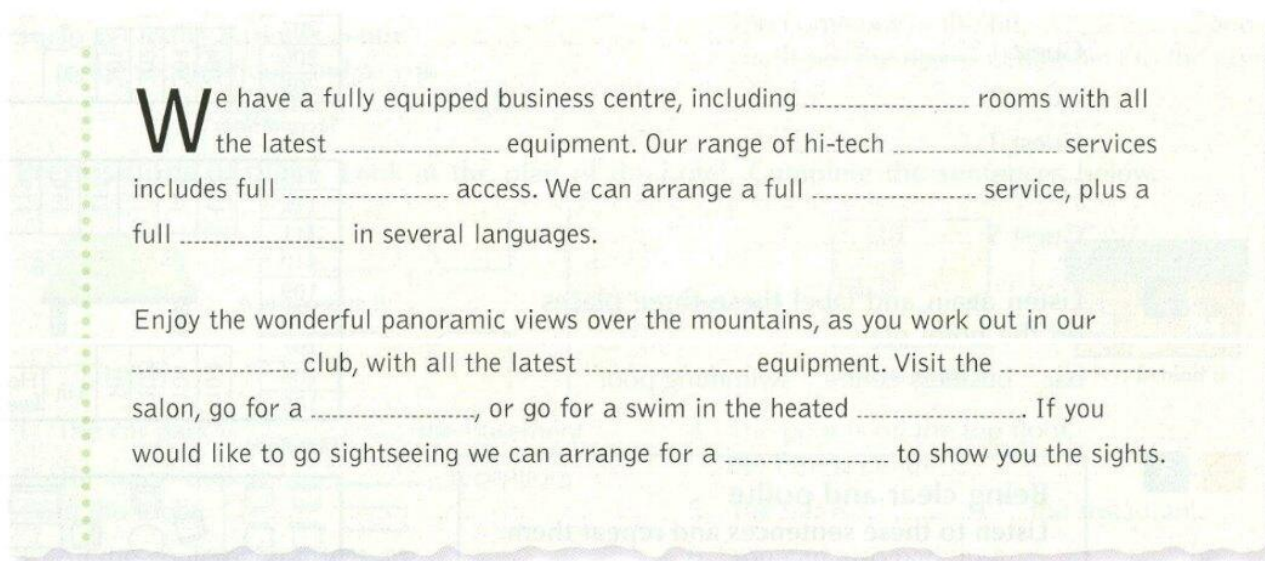 We have a fully equipped business centre, including ........................ rooms with all
the latest ........................ equipment. Our range of hi-tech ........................ services
includes full ........................ access. We can arrange a full ........................ service, plus a
full ........................ in several languages.
Enjoy the wonderful panoramic views over the mountains, as you work out in our
........................ club, with all the latest ........................ equipment. Visit the ........................
salon, go for a ........................, or go for a swim in the heated ......................... If you
would like to go sightseeing we can arrange for a ........................ to show you the sights.